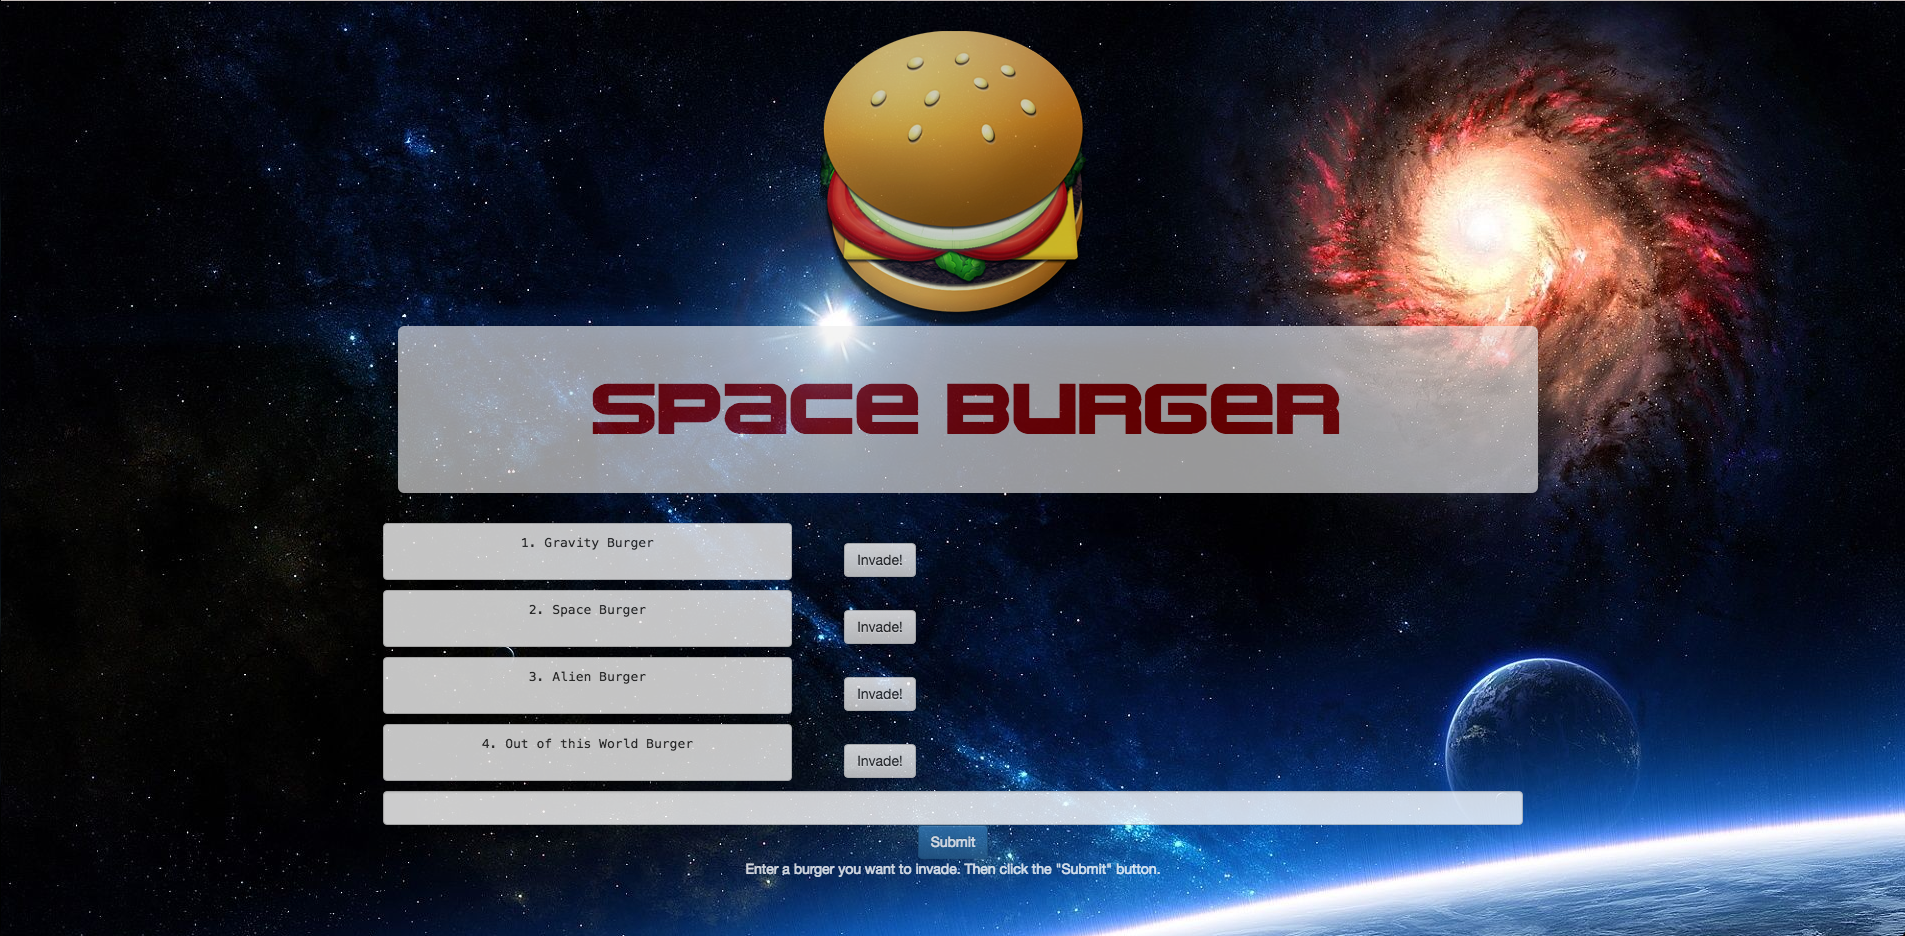 SPACE BURGER
1. Gravity Burger
Invade!
2. Space Burger
Invade!
3. Alien Burger
Invade!
4. Out of this World Burger
Invade!
Submit
Enter a burger you want to invade. Then click the "Submit" button.